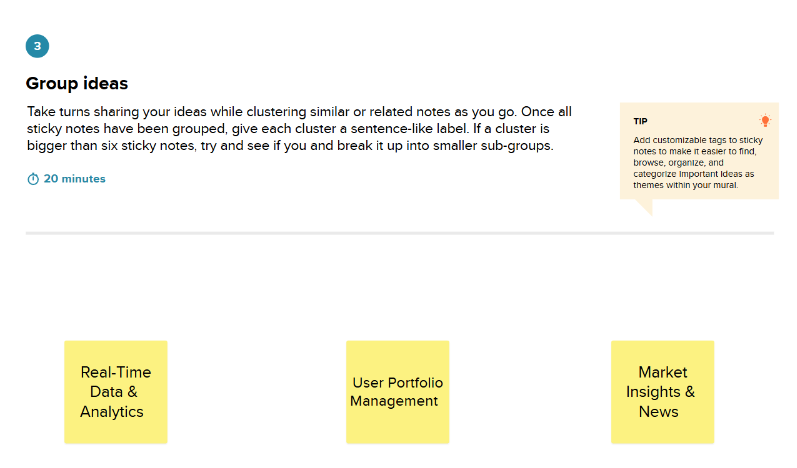 3
Group ideas
Take turns sharing your ideas while clustering similar or related notes as you go. Once all
sticky notes have been grouped, give each cluster a sentence-like label. If a cluster is
bigger than six sticky notes, try and see if you and break it up into smaller sub-groups.
20 minutes
TIP
Add customizable tags to sticky
notes to make it easier to find,
browse, organize, and
categorize important ideas as
themes within your mural.
Real-Time
Data &
Analytics
User Portfolio
Management
Market
Insights &
News